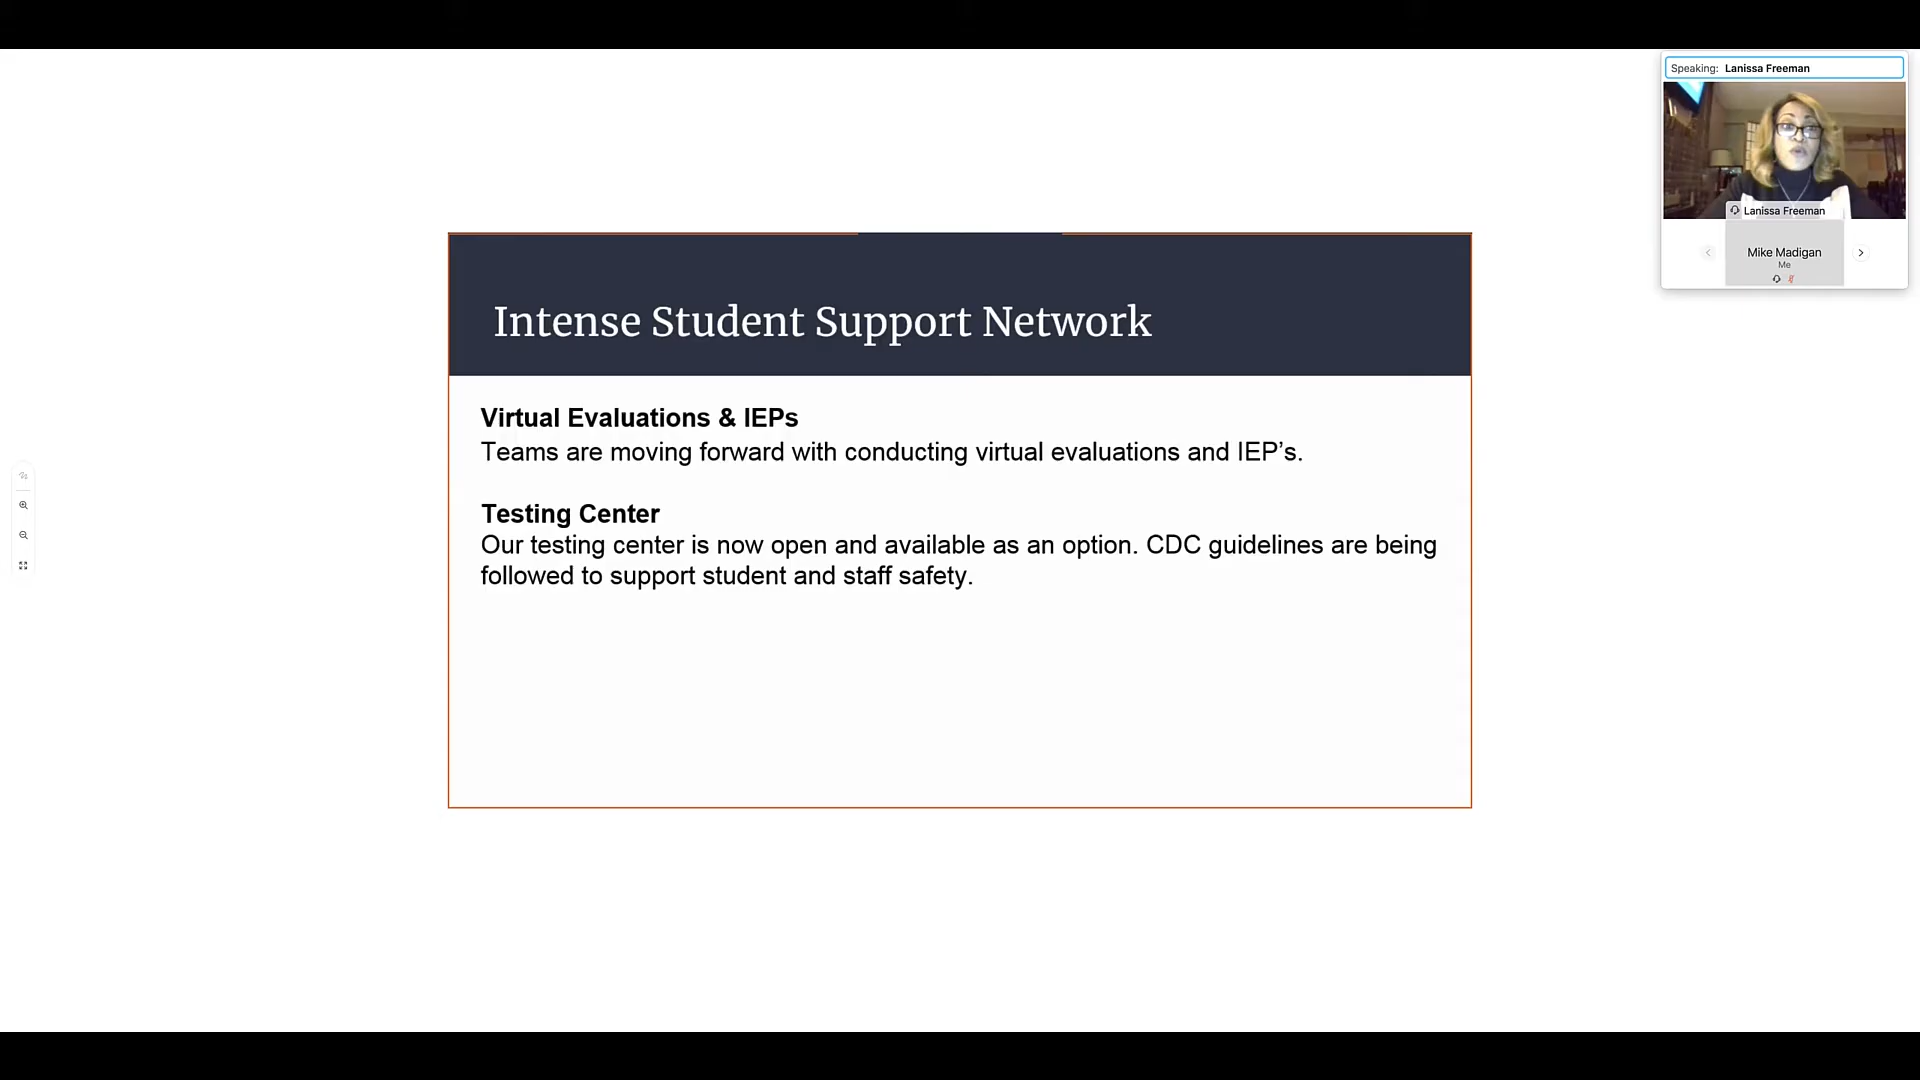 Speaking: Lanissa Freeman
Lanissa Freeman
Mike Madigan
Me
Intense Student Support Network
Virtual Evaluations & IEPs
Teams are moving forward with conducting virtual evaluations and IEP’s.
Testing Center
Our testing center is now open and available as an option. CDC guidelines are being
followed to support student and staff safety.